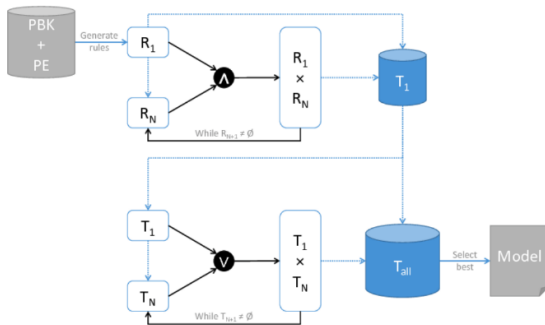 PBK
+
PE
Generate
rules
R1
RN
∧
R1
×
RN
While RN+1 ≠ Ø
T1
T1
TN
∨
T1
×
TN
While TN+1 ≠ Ø
Tall
Select
best
Model